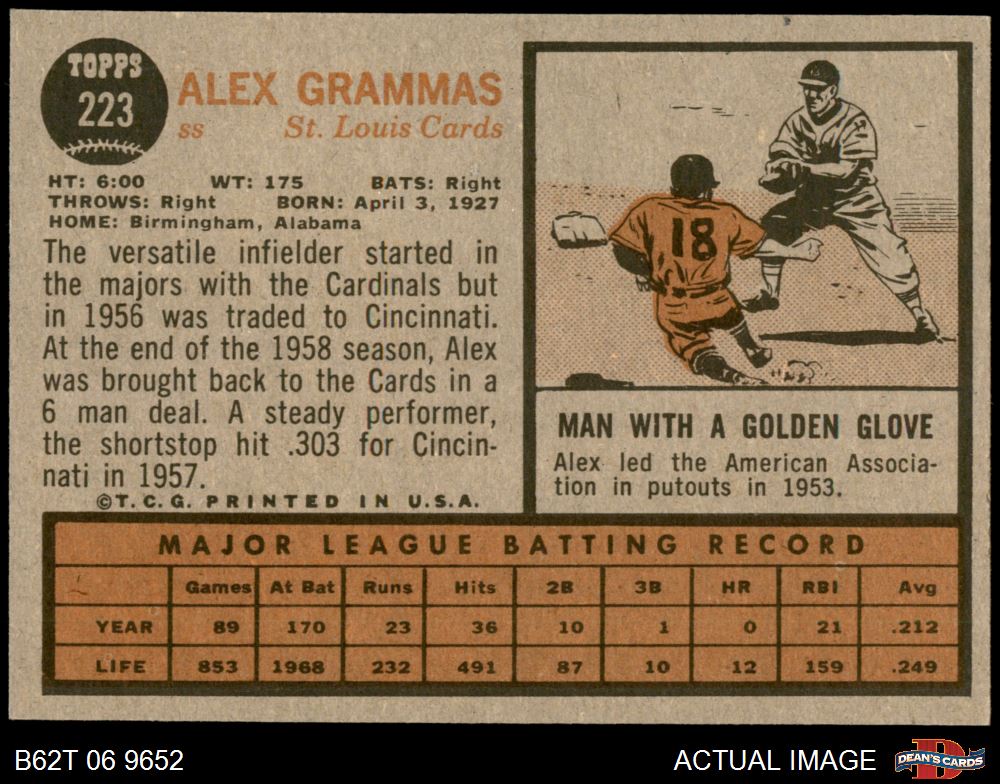 TOPPS
223
ALEX GRAMMAS
ss St. Louis Cards
HT: 6:00 WT: 175 BATS: Right
THROWS: Right BORN: April 3, 1927
HOME: Birmingham, Alabama
The versatile infielder started in
the majors with the Cardinals but
in 1956 was traded to Cincinnati.
At the end of the 1958 season, Alex
was brought back to the Cards in a
6 man deal. A steady performer,
the shortstop hit .303 for Cincin-
nati in 1957.
©T.C.G. PRINTED IN U.S.A.
18
MAN WITH A GOLDEN GLOVE
Alex led the American Associa-
tion in putouts in 1953.
MAJOR LEAGUE BATTING RECORD
Games At Bat Runs Hits 2B 3B HR RBI Avg
YEAR 89 170 23 36 10 1 0 21 .212
LIFE 853 1968 232 491 87 10 12 159 .249
B62T 06 9652 ACTUAL IMAGE DEAN'S CARDS